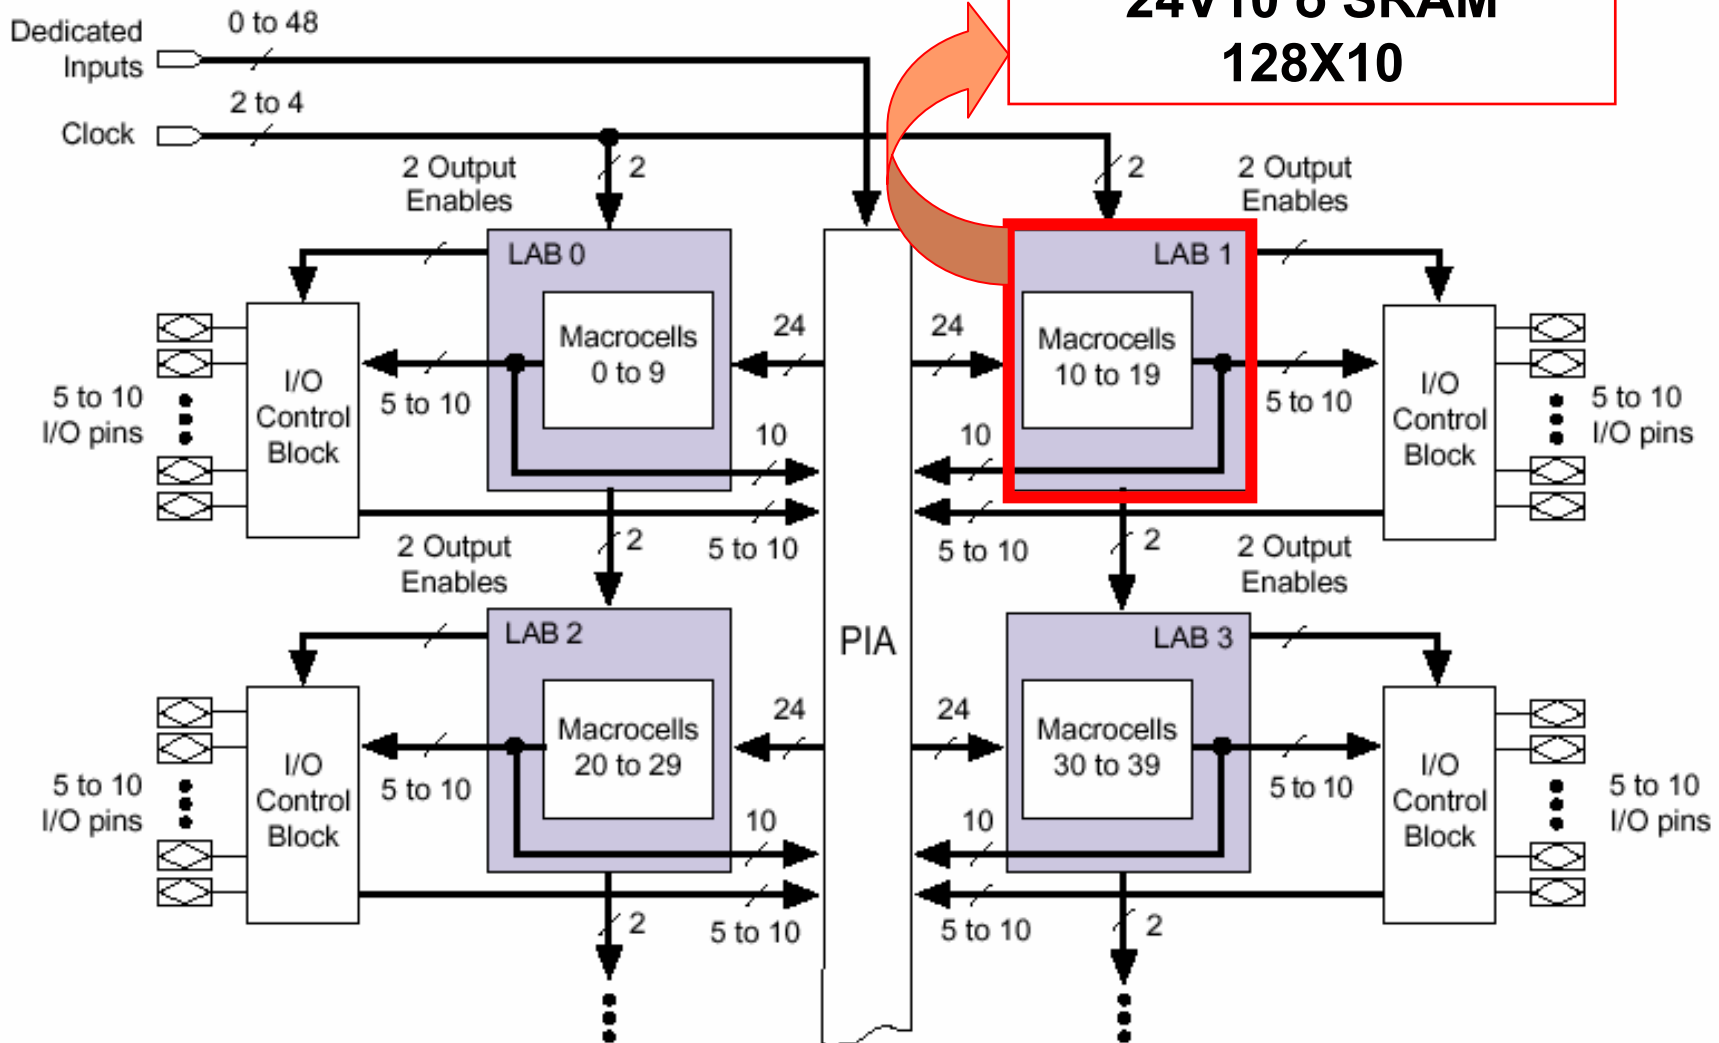 24V10 o SRAM
128X10
Dedicated
Inputs
0 to 48
Clock
2 to 4
2 Output
Enables
2
2
2 Output
Enables
LAB 0
LAB 1
Macrocells
0 to 9
24
24
Macrocells
10 to 19
I/O
Control
Block
5 to 10
I/O pins
5 to 10
10
10
5 to 10
I/O
Control
Block
5 to 10
I/O pins
2 Output
Enables
2
5 to 10
5 to 10
2
2 Output
Enables
PIA
LAB 2
LAB 3
Macrocells
20 to 29
24
24
Macrocells
30 to 39
I/O
Control
Block
5 to 10
I/O pins
5 to 10
10
10
5 to 10
I/O
Control
Block
5 to 10
I/O pins
2
5 to 10
5 to 10
2